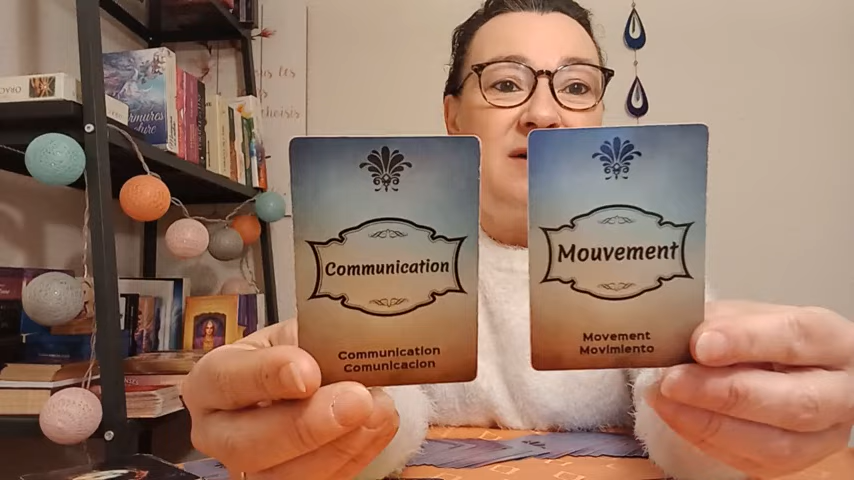 Communication
Communication
Comunicacion
Mouvement
Movement
Movimiento